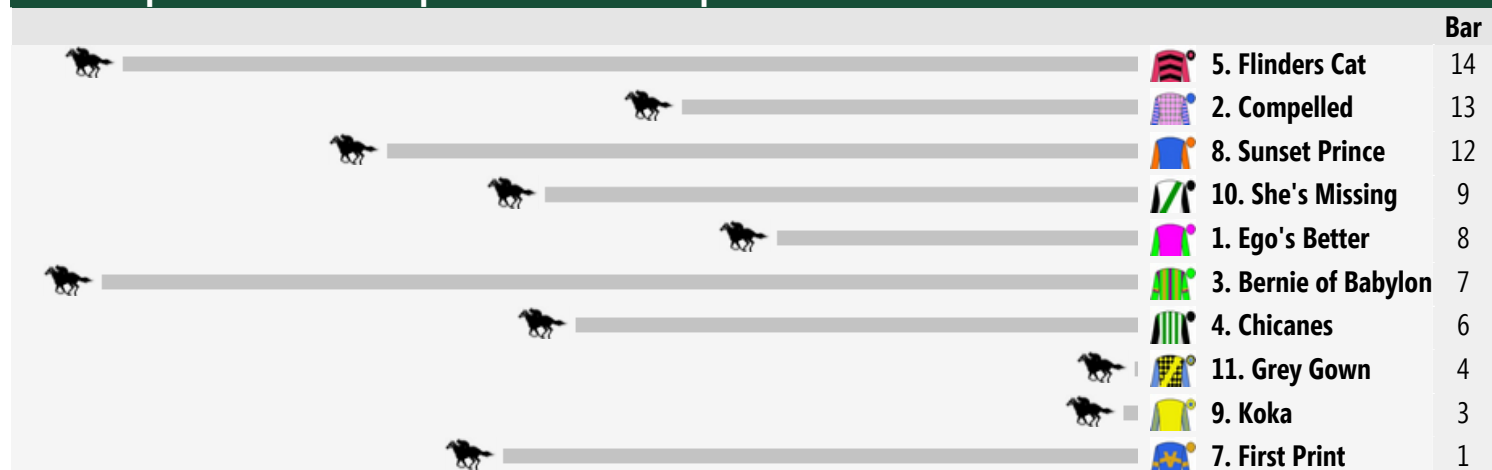 Bar
5. Flinders Cat 14
2. Compelled 13
8. Sunset Prince 12
10. She's Missing 9
1. Ego's Better 8
3. Bernie of Babylon 7
4. Chicanes 6
11. Grey Gown 4
9. Koka 3
7. First Print 1